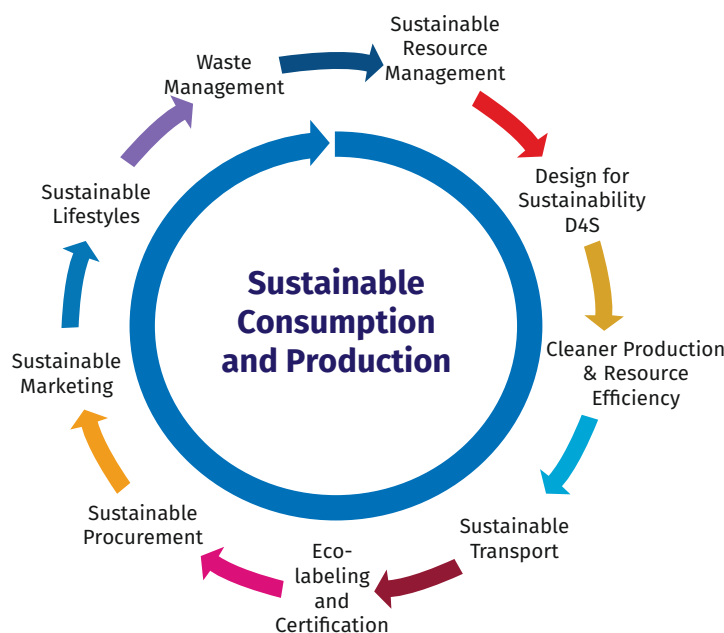 Sustainable
Resource
Management
Design for
Sustainability
D4S
Cleaner Production
& Resource
Efficiency
Sustainable
Transport
Eco-
labeling
and
Certification
Sustainable
Procurement
Sustainable
Marketing
Sustainable
Lifestyles
Waste
Management
Sustainable
Consumption
and Production